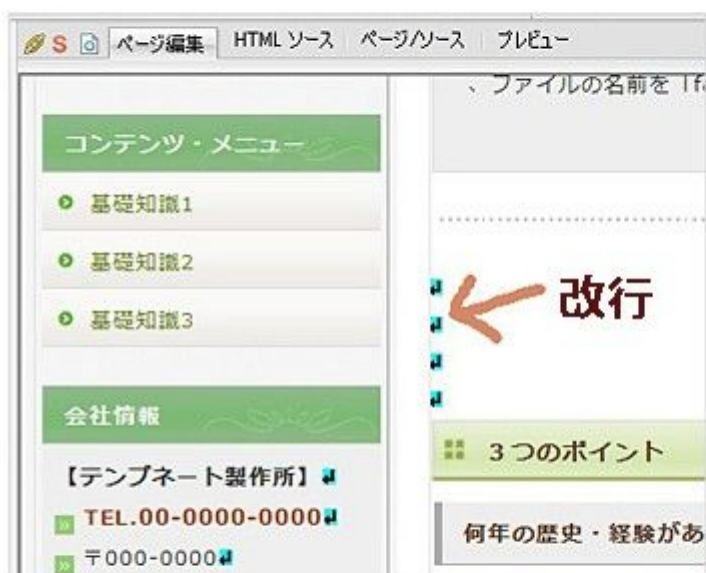 S ページ編集 HTML ソース ページ/ソース プレビュー
、ファイルの名前を「fa
コンテンツ・メニュー
基礎知識1
基礎知識2
基礎知識3
改行
会社情報
【テンプネート製作所】
TEL.00-0000-0000
〒000-0000
3つのポイント
何年の歴史・経験があ